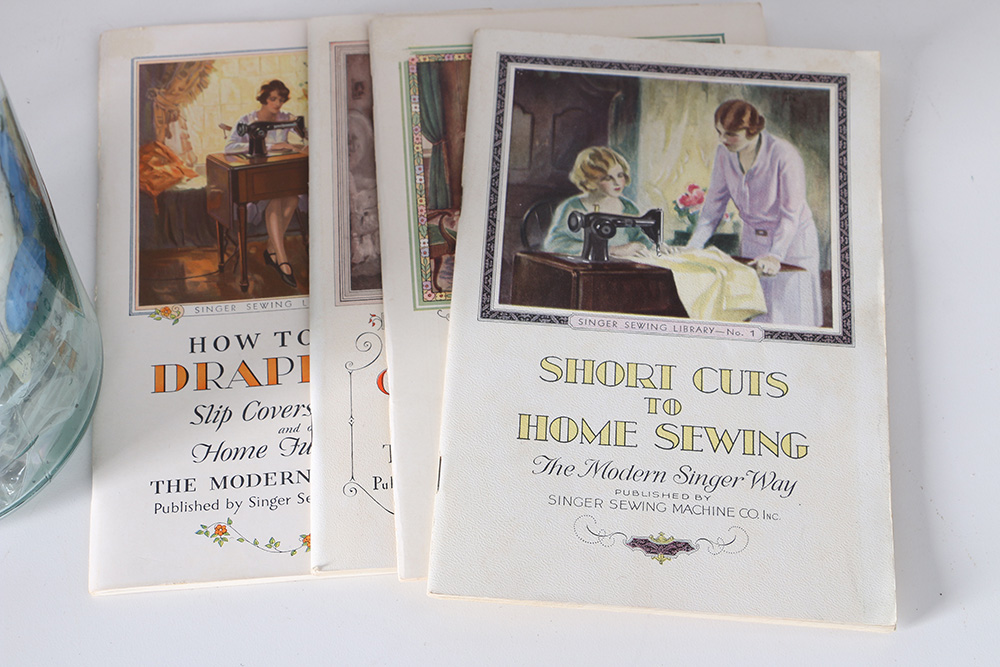 SINGER SEWING L
HOW TO
DRAP
Slip Covers
and
Home Fu
THE MODERN
Published by Singer Se
Pub
SINGER SEWING LIBRARY—No. 1
SHORT CUTS
TO
HOME SEWING
The Modern Singer Way
PUBLISHED BY
SINGER SEWING MACHINE CO. INC.